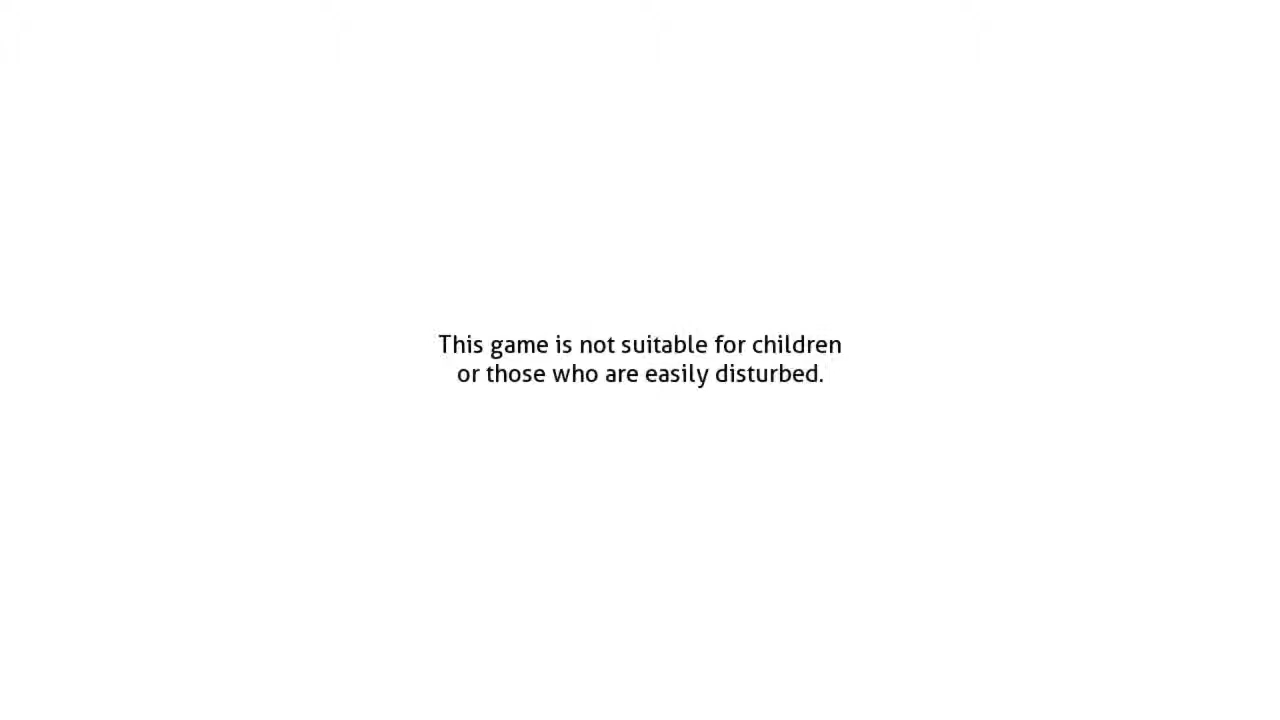 This game is not suitable for children
or those who are easily disturbed.